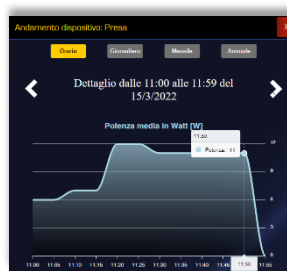 Andamento dispositivo: Presa
Oraria Giornaliera Mensile Annuale
Dettaglio dalle 11:00 alle 11:59 del
15/3/2022
Potenza media in Watt [W]
11:50
Potenza: 11
11:00 11:05 11:10 11:15 11:20 11:25 11:30 11:35 11:40 11:45 11:50 11:55